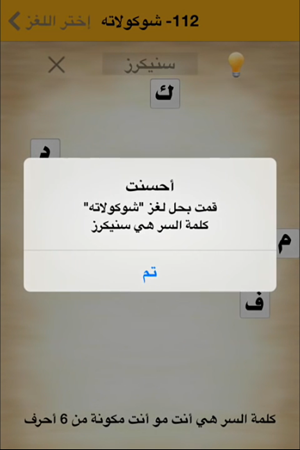 112- شوكولاته
إختر اللغز
سنيكرز
ك
د
أحسنت
قمت بحل لغز "شوكولاته"
كلمة السر هي سنيكرز
تم
م
ف
كلمة السر هي أنت مو أنت مكونة من 6 أحرف